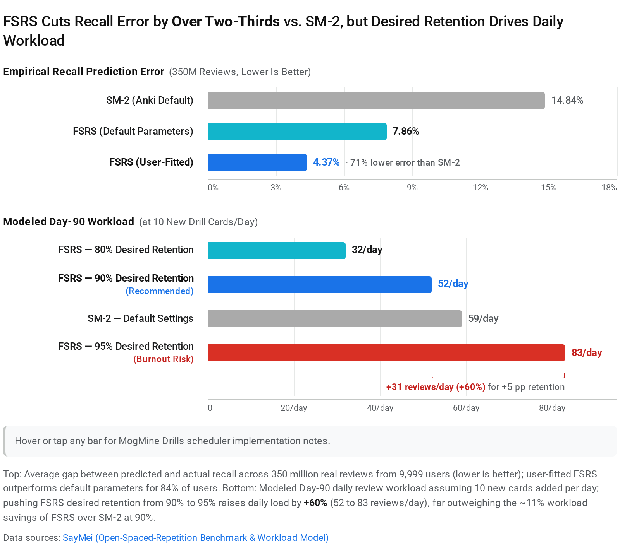 FSRS Cuts Recall Error by Over Two-Thirds vs. SM-2, but Desired Retention Drives Daily
Workload
Empirical Recall Prediction Error (350M Reviews, Lower Is Better)
SM-2 (Anki Default)
14.84%
FSRS (Default Parameters)
7.86%
FSRS (User-Fitted)
4.37% · 71% lower error than SM-2
0% 3% 6% 9% 12% 15% 18%
Modeled Day-90 Workload (at 10 New Drill Cards/Day)
FSRS — 80% Desired Retention
32/day
FSRS — 90% Desired Retention
(Recommended)
52/day
SM-2 — Default Settings
59/day
FSRS — 95% Desired Retention
(Burnout Risk)
83/day
+31 reviews/day (+60%) for +5 pp retention
0 20/day 40/day 60/day 80/day
Hover or tap any bar for MogMine Drills scheduler implementation notes.
Top: Average gap between predicted and actual recall across 350 million real reviews from 9,999 users (lower is better); user-fitted FSRS
outperforms default parameters for 84% of users. Bottom: Modeled Day-90 daily review workload assuming 10 new cards added per day;
pushing FSRS desired retention from 90% to 95% raises daily load by +60% (52 to 83 reviews/day), far outweighing the ~11% workload
savings of FSRS over SM-2 at 90%.
Data sources: SayMei (Open-Spaced-Repetition Benchmark & Workload Model)